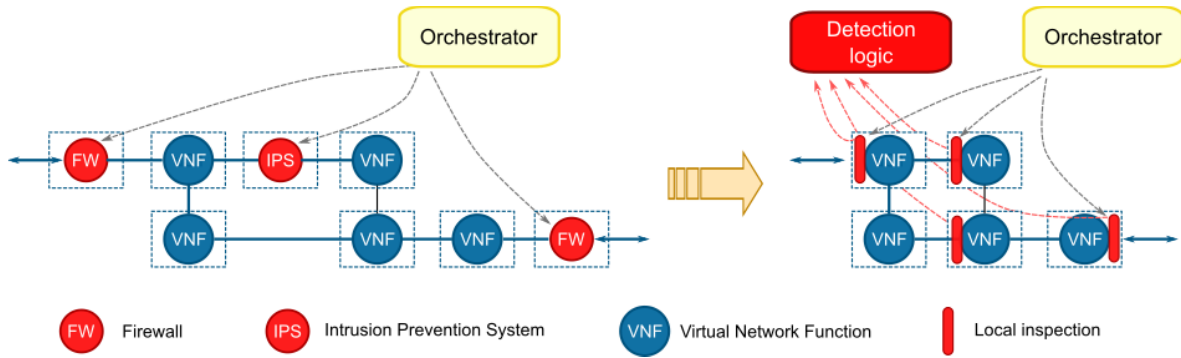 Orchestrator
Detection
logic
Orchestrator
FW
VNF
IPS
VNF
VNF
VNF
VNF
VNF
VNF
FW
VNF
VNF
VNF
FW
Firewall
IPS
Intrusion Prevention System
VNF
Virtual Network Function
Local inspection